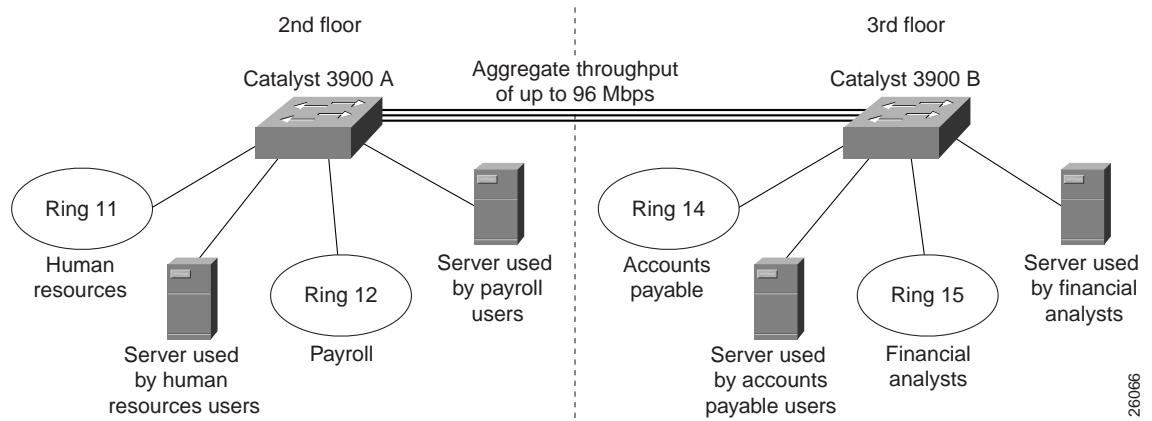 2nd floor
3rd floor
Catalyst 3900 A
Aggregate throughput
of up to 96 Mbps
Catalyst 3900 B
Ring 11
Human
resources
Server used
by human
resources users
Ring 12
Payroll
Server used
by payroll
users
Ring 14
Accounts
payable
Server used
by accounts
payable users
Ring 15
Financial
analysts
Server used
by financial
analysts
26066